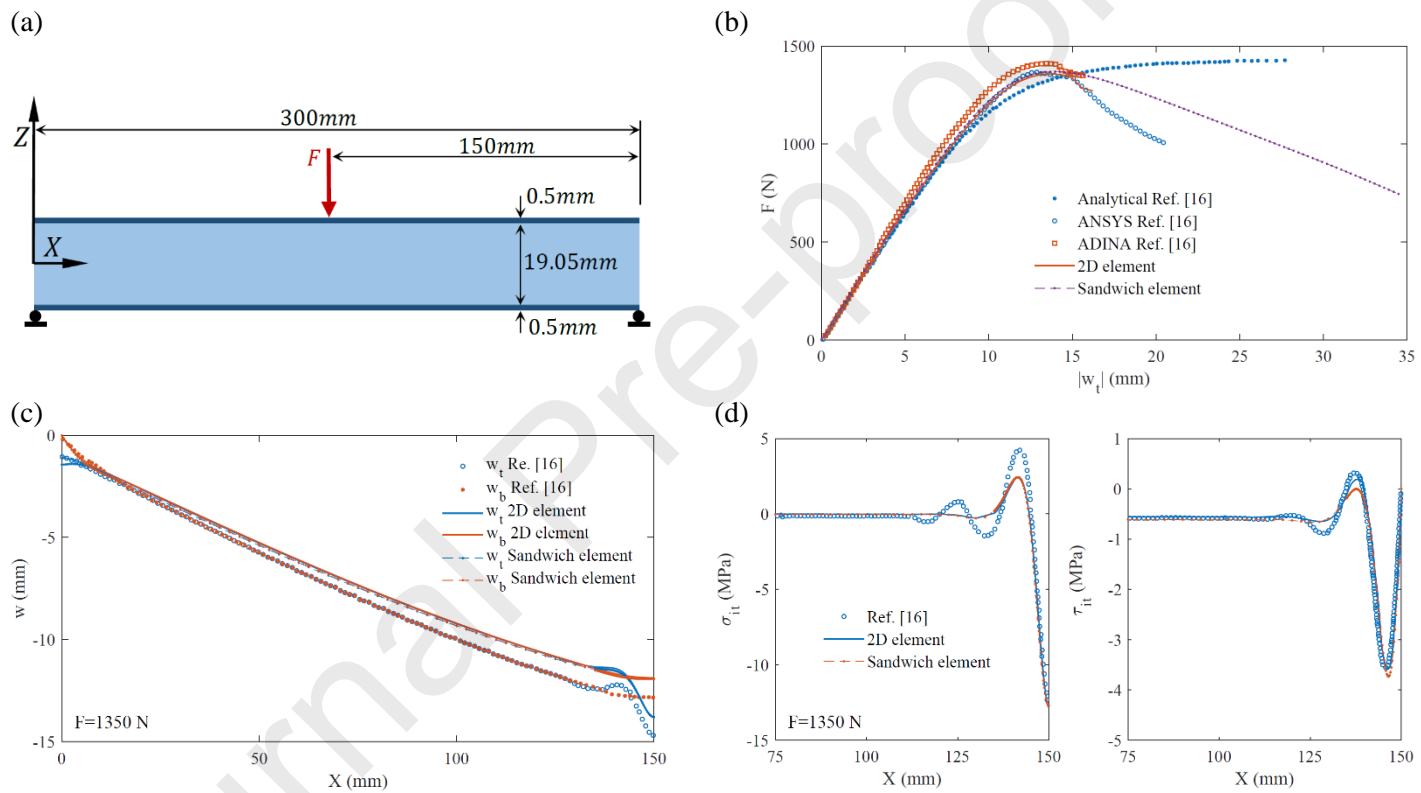 (a)
Z
300mm
150mm
F
0.5mm
X
19.05mm
0.5mm
(b)
1500
1000
500
0
F (N)
Analytical Ref. [16]
ANSYS Ref. [16]
ADINA Ref. [16]
2D element
Sandwich element
0 5 10 15 20 25 30 35
|w_t| (mm)
(c)
0
-5
-10
-15
w (mm)
w_t Re. [16]
w_b Ref. [16]
w_t 2D element
w_b 2D element
w_t Sandwich element
w_b Sandwich element
F=1350 N
0 50 100 150
X (mm)
(d)
5
0
-5
-10
-15
σ_it (MPa)
Ref. [16]
2D element
Sandwich element
F=1350 N
75 100 125 150
X (mm)
1
0
-1
-2
-3
-4
-5
τ_it (MPa)
75 100 125 150
X (mm)
urnal Pre-proo